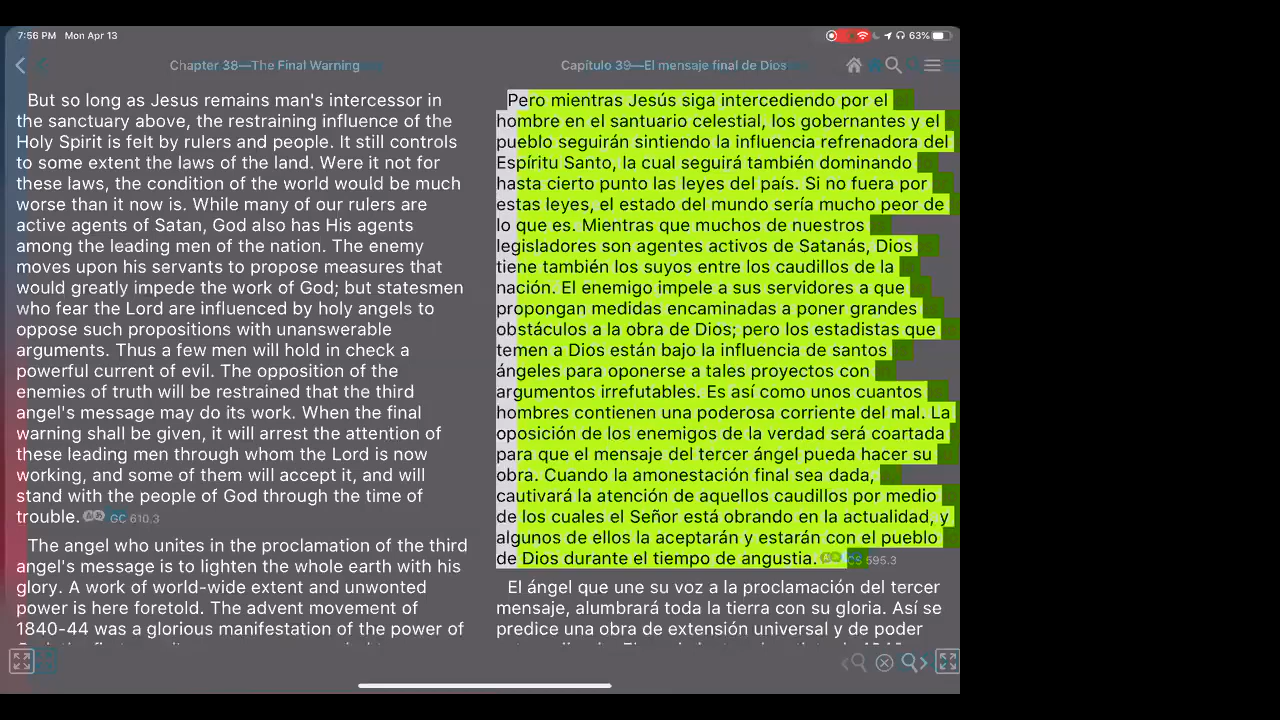 7:56 PM Mon Apr 13
63%
Chapter 38—The Final Warning
But so long as Jesus remains man's intercessor in
the sanctuary above, the restraining influence of the
Holy Spirit is felt by rulers and people. It still controls
to some extent the laws of the land. Were it not for
these laws, the condition of the world would be much
worse than it now is. While many of our rulers are
active agents of Satan, God also has His agents
among the leading men of the nation. The enemy
moves upon his servants to propose measures that
would greatly impede the work of God; but statesmen
who fear the Lord are influenced by holy angels to
oppose such propositions with unanswerable
arguments. Thus a few men will hold in check a
powerful current of evil. The opposition of the
enemies of truth will be restrained that the third
angel's message may do its work. When the final
warning shall be given, it will arrest the attention of
these leading men through whom the Lord is now
working, and some of them will accept it, and will
stand with the people of God through the time of
trouble. GC 610.3
The angel who unites in the proclamation of the third
angel's message is to lighten the whole earth with his
glory. A work of world-wide extent and unwonted
power is here foretold. The advent movement of
1840-44 was a glorious manifestation of the power of
Capítulo 39—El mensaje final de Dios
Pero mientras Jesús siga intercediendo por el
hombre en el santuario celestial, los gobernantes y el
pueblo seguirán sintiendo la influencia refrenadora del
Espíritu Santo, la cual seguirá también dominando
hasta cierto punto las leyes del país. Si no fuera por
estas leyes, el estado del mundo sería mucho peor de
lo que es. Mientras que muchos de nuestros
legisladores son agentes activos de Satanás, Dios
tiene también los suyos entre los caudillos de la
nación. El enemigo impele a sus servidores a que
propongan medidas encaminadas a poner grandes
obstáculos a la obra de Dios; pero los estadistas que
temen a Dios están bajo la influencia de santos
ángeles para oponerse a tales proyectos con
argumentos irrefutables. Es así como unos cuantos
hombres contienen una poderosa corriente del mal. La
oposición de los enemigos de la verdad será coartada
para que el mensaje del tercer ángel pueda hacer su
obra. Cuando la amonestación final sea dada,
cautivará la atención de aquellos caudillos por medio
de los cuales el Señor está obrando en la actualidad, y
algunos de ellos la aceptarán y estarán con el pueblo
de Dios durante el tiempo de angustia. CS 595.3
El ángel que une su voz a la proclamación del tercer
mensaje, alumbrará toda la tierra con su gloria. Así se
predice una obra de extensión universal y de poder